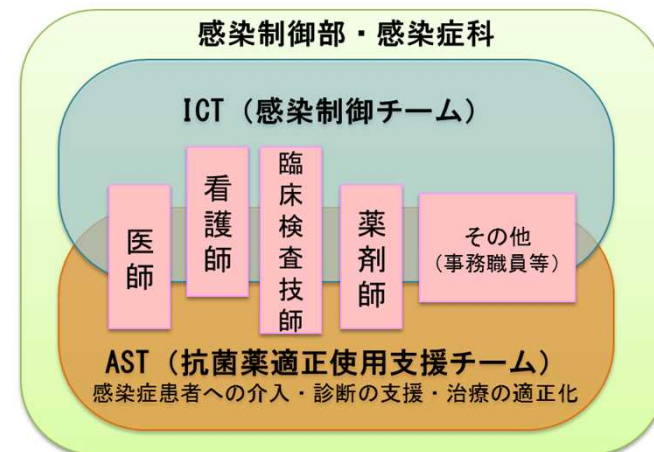 感染制御部・感染症科
ICT（感染制御チーム）
医師
看護師
臨床検査技師
薬剤師
その他
（事務職員等）
AST（抗菌薬適正使用支援チーム）
感染症患者への介入・診断の支援・治療の適正化